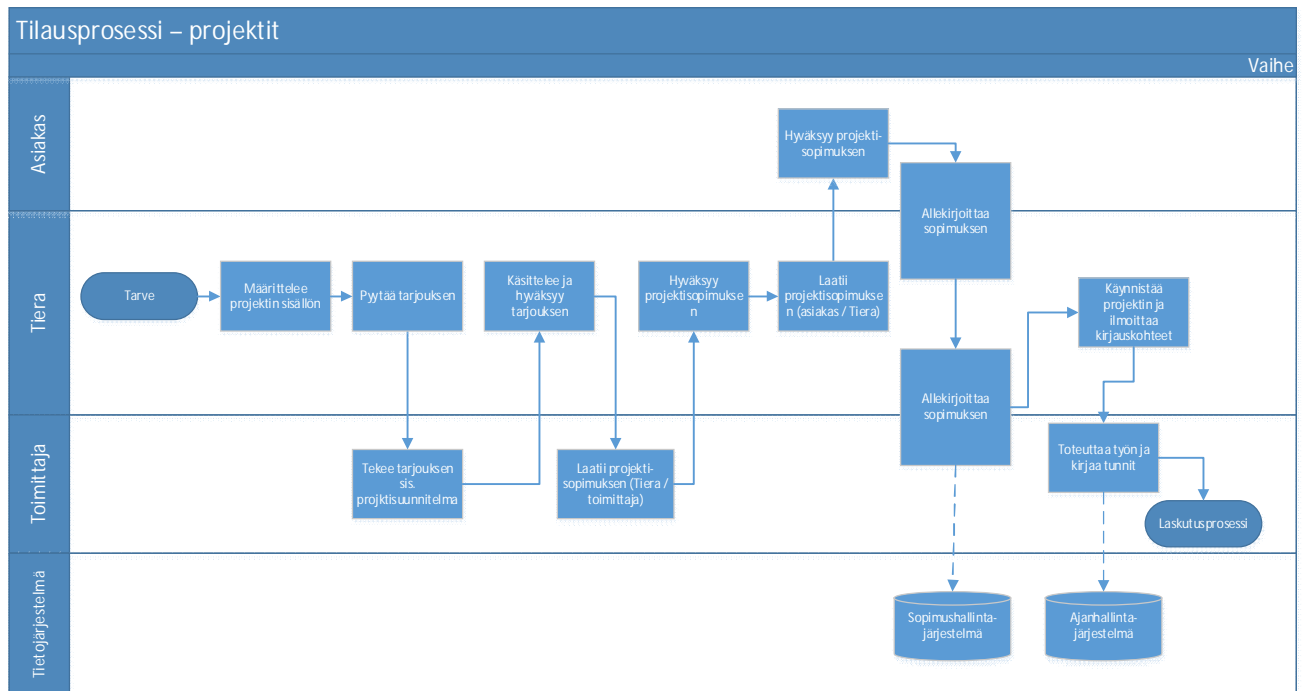 Tilausprosessi – projektit
Vaihe
Asiakas
Hyväksyy projekti-
sopimuksen
Allekirjoittaa
sopimuksen
Tiera
Tarve
Määrittelee
projektin sisällön
Pyytää tarjouksen
Käsittelee ja
hyväksyy
tarjouksen
Hyväksyy
projektisopimukse
n
Laatii
projektisopimukse
n (asiakas / Tiera)
Käynnistää
projektin ja
ilmoittaa
kirjauskohteet
Allekirjoittaa
sopimuksen
Toimittaja
Tekee tarjouksen
sis.
projktisuunnitelma
Laatii projekti-
sopimuksen (Tiera /
toimittaja)
Toteuttaa työn ja
kirjaa tunnit
Laskutusprosessi
Tietojärjestelmä
Sopimushallinta-
järjestelmä
Ajanhallinta-
järjestelmä